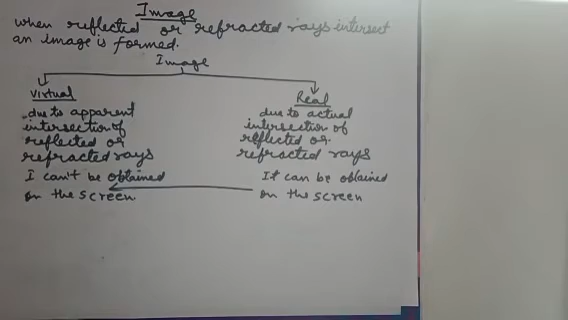 Image
when reflected or refracted rays intersect
an image is formed.
Image
Virtual
due to apparent
intersection of
reflected or
refracted rays
I can't be obtained
on the screen.
Real
due to actual
intersection of
reflected or
refracted rays
It can be obtained
on the screen